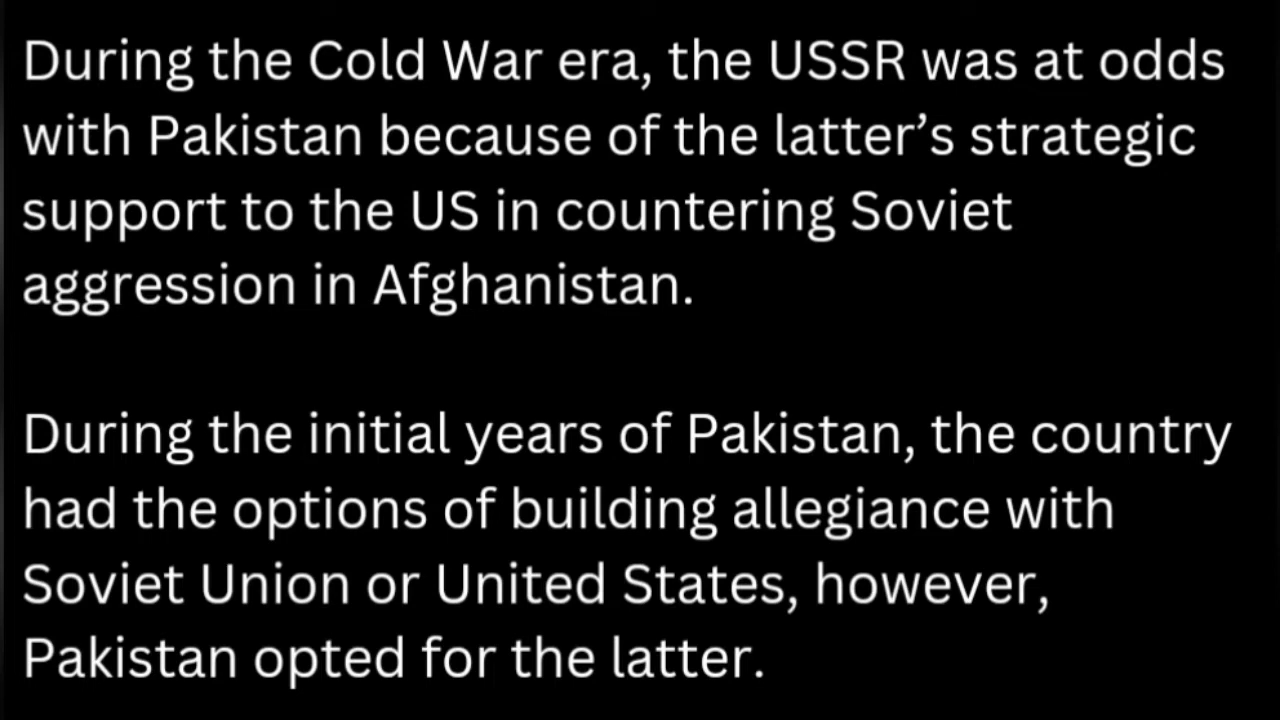 During the Cold War era, the USSR was at odds
with Pakistan because of the latter’s strategic
support to the US in countering Soviet
aggression in Afghanistan.
During the initial years of Pakistan, the country
had the options of building allegiance with
Soviet Union or United States, however,
Pakistan opted for the latter.